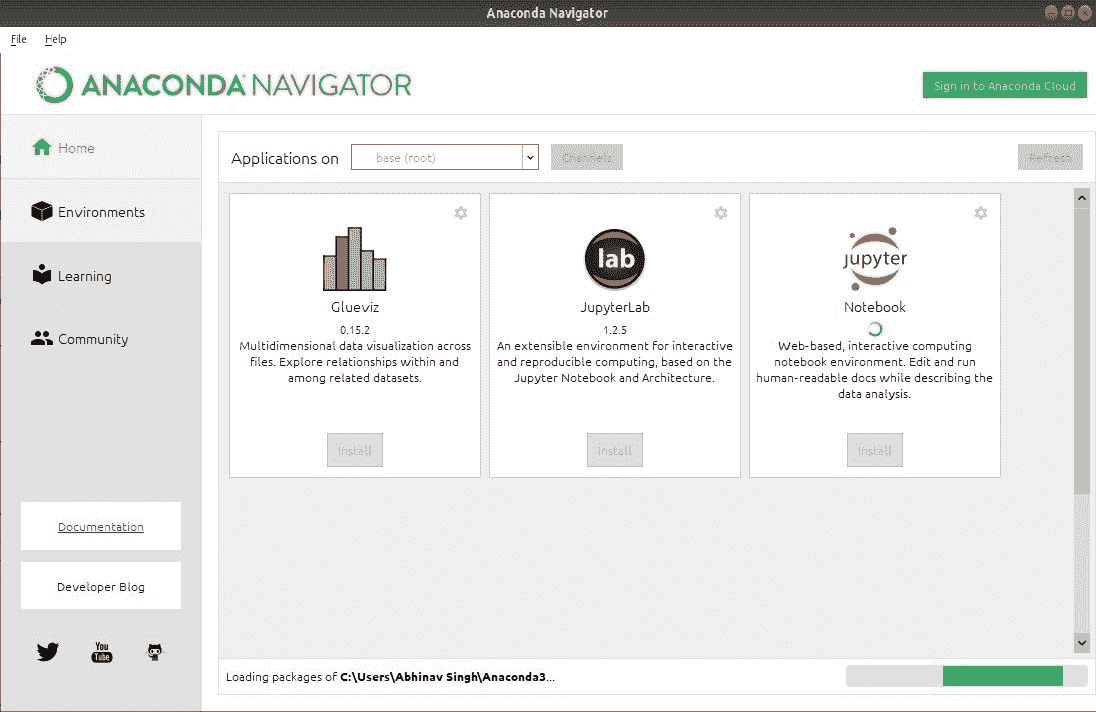 Anaconda Navigator
File Help
ANACONDA NAVIGATOR
Sign in to Anaconda Cloud
Home
Environments
Learning
Community
Documentation
Developer Blog
You
Tube
Applications on base (root) Channels Refresh
Glueviz
0.15.2
Multidimensional data visualization across
files. Explore relationships within and
among related datasets.
Install
lab
JupyterLab
1.2.5
An extensible environment for interactive
and reproducible computing, based on the
Jupyter Notebook and Architecture.
Install
jupyter
Notebook
Web-based, interactive computing
notebook environment. Edit and run
human-readable docs while describing the
data analysis.
Install
Loading packages of C:\Users\Abhinav Singh\Anaconda3...